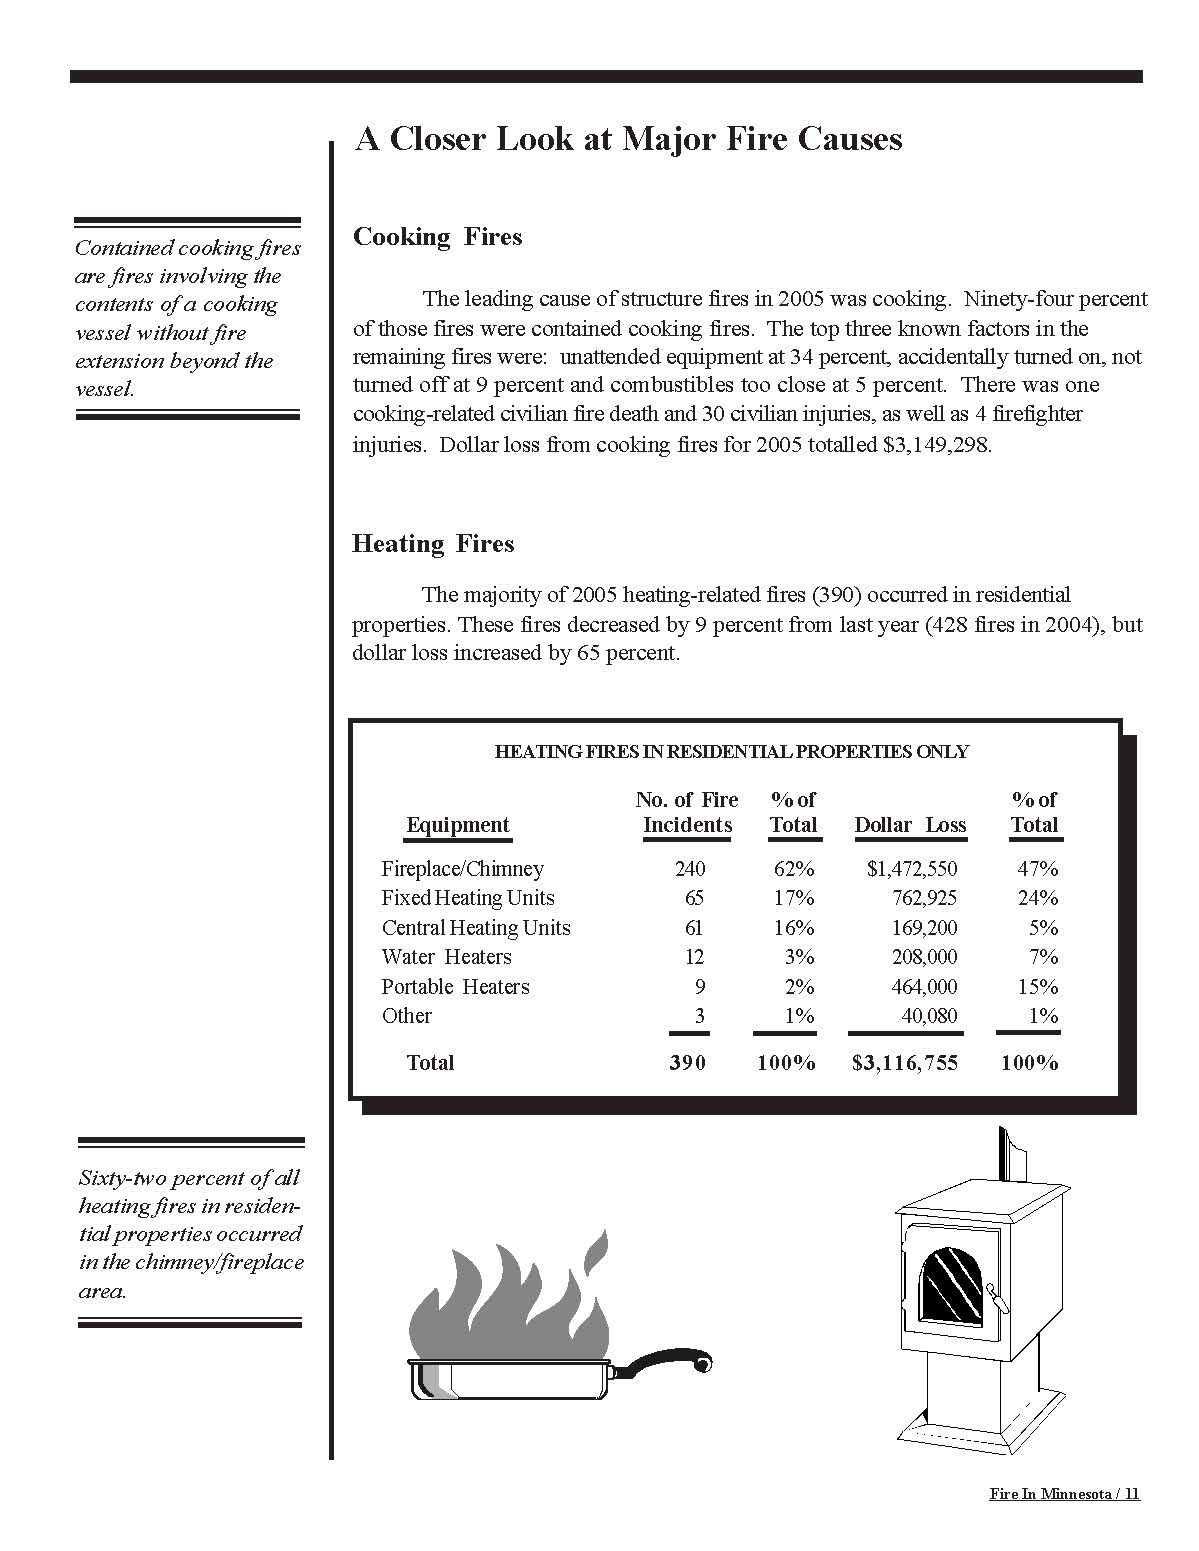 A Closer Look at Major Fire Causes
Contained cooking fires
are fires involving the
contents of a cooking
vessel without fire
extension beyond the
vessel.
Cooking Fires
The leading cause of structure fires in 2005 was cooking. Ninety-four percent
of those fires were contained cooking fires. The top three known factors in the
remaining fires were: unattended equipment at 34 percent, accidentally turned on, not
turned off at 9 percent and combustibles too close at 5 percent. There was one
cooking-related civilian fire death and 30 civilian injuries, as well as 4 firefighter
injuries. Dollar loss from cooking fires for 2005 totalled $3,149,298.
Heating Fires
The majority of 2005 heating-related fires (390) occurred in residential
properties. These fires decreased by 9 percent from last year (428 fires in 2004), but
dollar loss increased by 65 percent.
HEATING FIRES IN RESIDENTIAL PROPERTIES ONLY
No. of Fire % of % of
Equipment Incidents Total Dollar Loss Total
Fireplace/Chimney 240 62% $1,472,550 47%
Fixed Heating Units 65 17% 762,925 24%
Central Heating Units 61 16% 169,200 5%
Water Heaters 12 3% 208,000 7%
Portable Heaters 9 2% 464,000 15%
Other 3 1% 40,080 1%
Total 390 100% $3,116,755 100%
Sixty-two percent of all
heating fires in residen-
tial properties occurred
in the chimney/fireplace
area.
Fire In Minnesota / 11